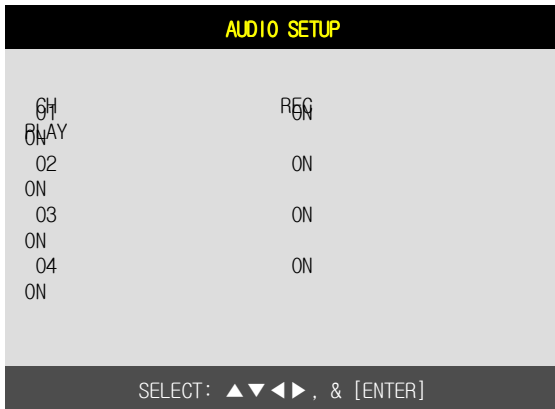 AUDIO SETUP
CH REC
PLAY
01 ON
ON
02 ON
ON
03 ON
ON
04 ON
ON
SELECT: ▲▼◀▶, & [ENTER]